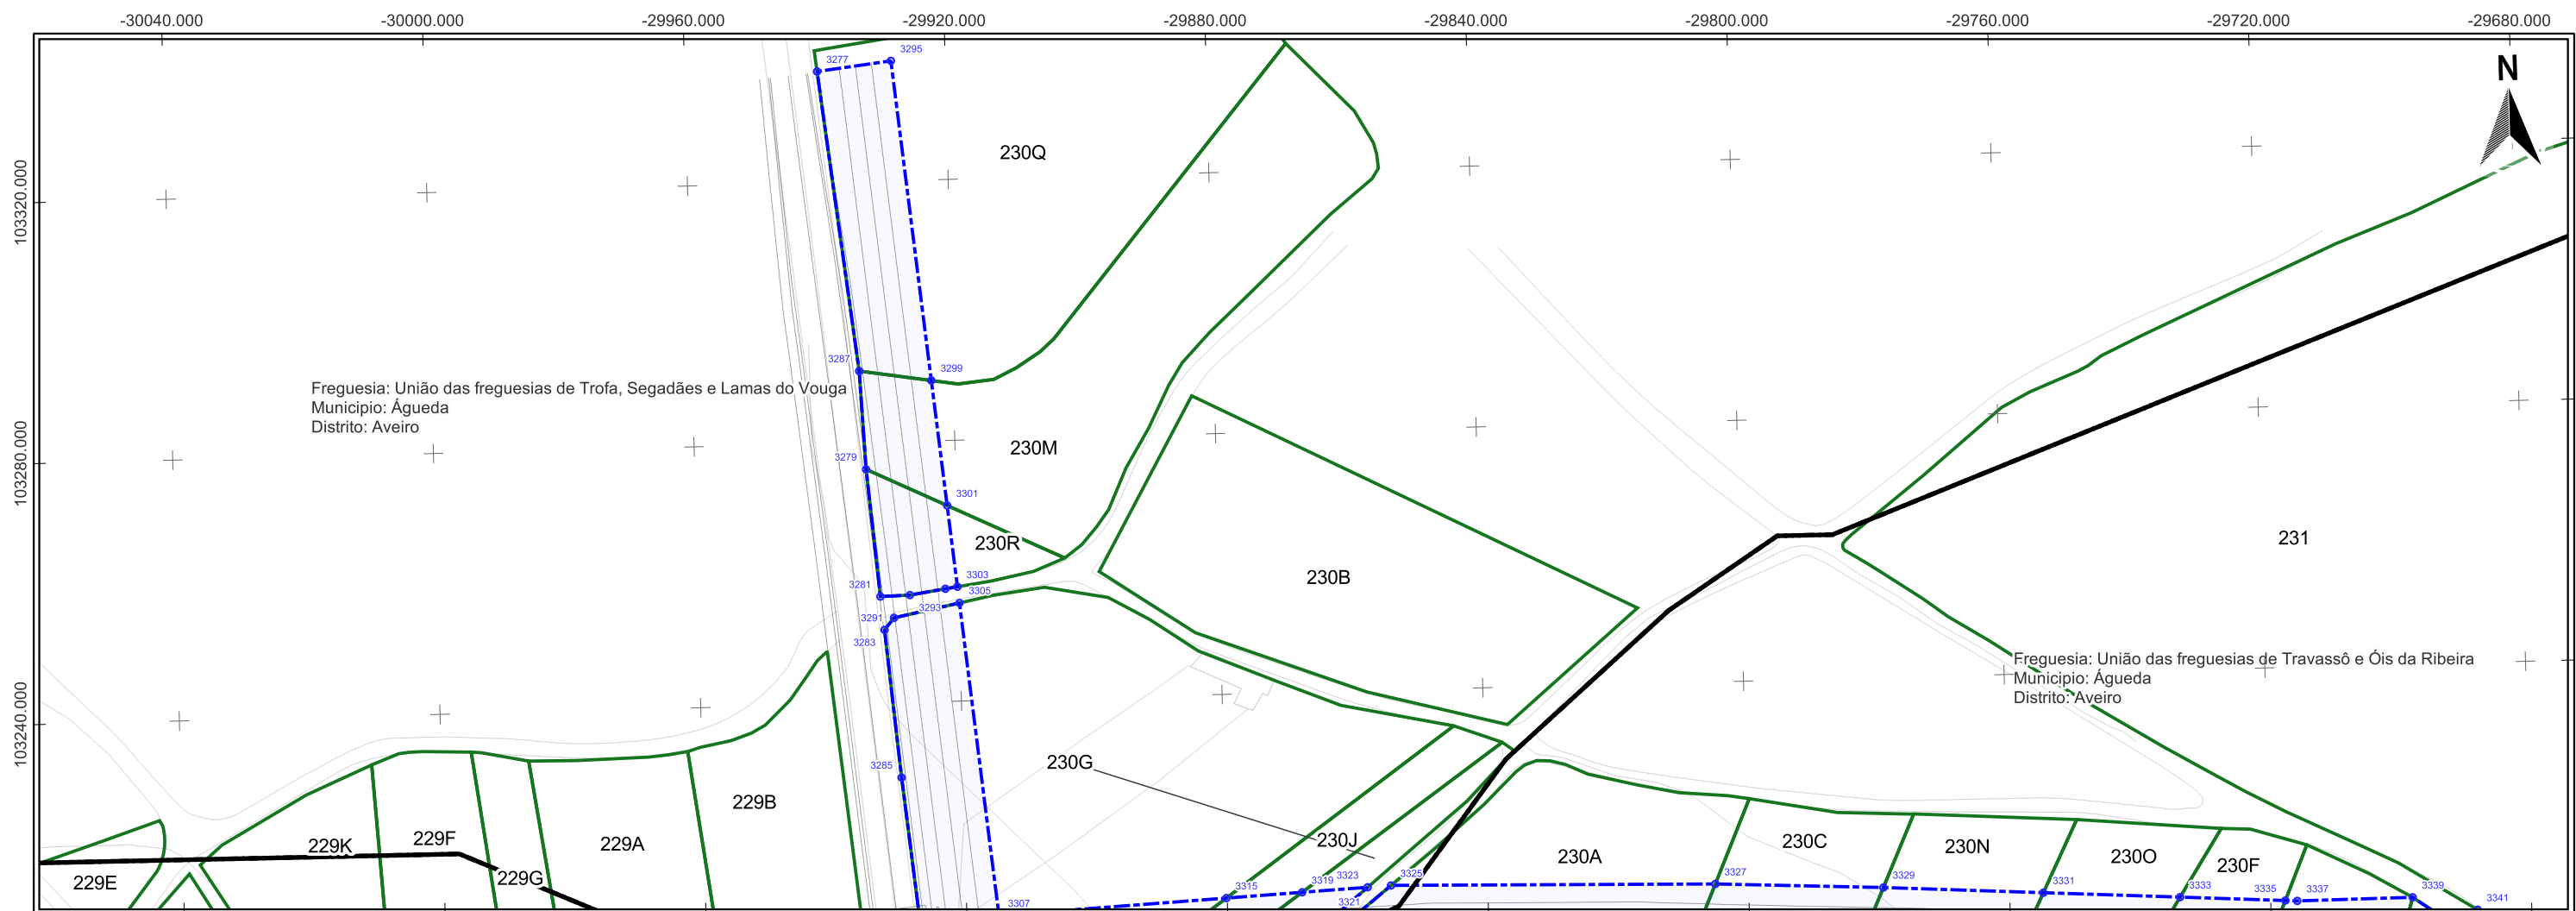 -30040.000 -30000.000 -29960.000 -29920.000 -29880.000 -29840.000 -29800.000 -29760.000 -29720.000 -29680.000
3295
3277
N
230Q
103320.000
3287
3299
Freguesia: União das freguesias de Trofa, Segadães e Lamas do Vouga
Municipio: Águeda
Distrito: Aveiro
230M
3279
103280.000
3301
230R
231
3303
3281
230B
3305
3293
3291
3283
Freguesia: União das freguesias de Travassô e Óis da Ribeira
Municipio: Águeda
Distrito: Aveiro
103240.000
230G
3285
229B
229K
229F
229A
230J
230A
230C
230N
230O
230F
229E
229G
3315
3319
3323
3325
3327
3329
3331
3333
3335
3337
3339
3341
3307
3321